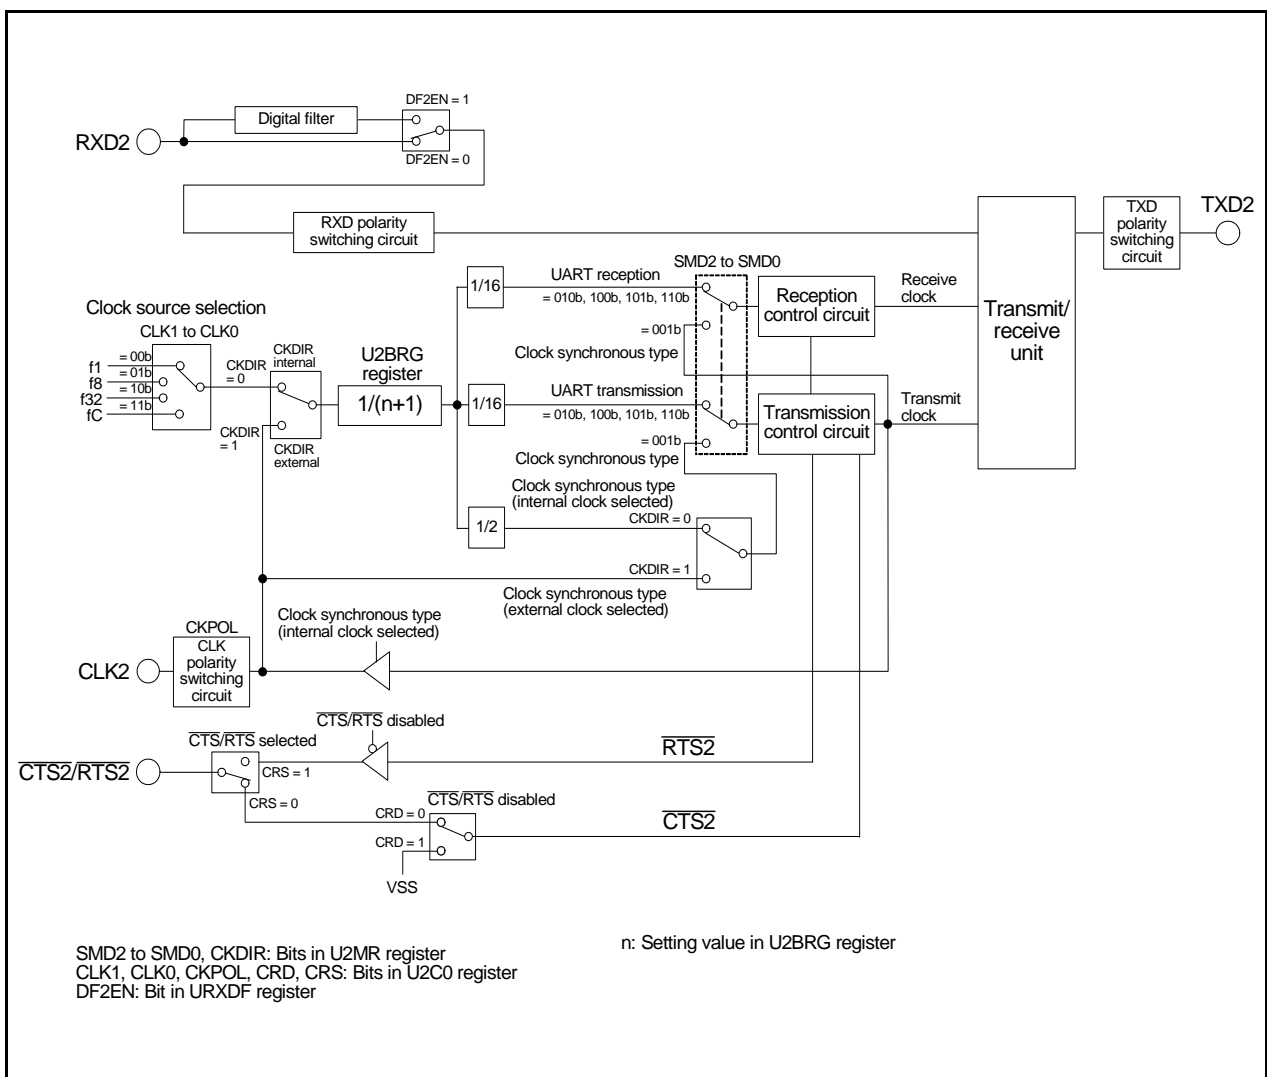 DF2EN = 1
Digital filter
RXD2
DF2EN = 0
RXD polarity
switching circuit
TXD
polarity
switching
circuit
TXD2
SMD2 to SMD0
1/16
UART reception
= 010b, 100b, 101b, 110b
Reception
control circuit
Receive
clock
Transmit/
receive
unit
= 001b
Clock synchronous type
Clock source selection
CLK1 to CLK0
= 00b
f1
= 01b
f8
= 10b
f32
= 11b
fC
CKDIR
= 0
CKDIR
internal
CKDIR
= 1
CKDIR
external
U2BRG
register
1/(n+1)
1/16
UART transmission
= 010b, 100b, 101b, 110b
Transmission
control circuit
Transmit
clock
= 001b
Clock synchronous type
Clock synchronous type
(internal clock selected)
CKDIR = 0
1/2
CKDIR = 1
Clock synchronous type
(external clock selected)
Clock synchronous type
(internal clock selected)
CKPOL
CLK
polarity
switching
circuit
CLK2
CTS/RTS disabled
CTS/RTS selected
RTS2
CTS2/RTS2
CRS = 1
CRS = 0
CTS/RTS disabled
CRD = 0
CTS2
CRD = 1
VSS
n: Setting value in U2BRG register
SMD2 to SMD0, CKDIR: Bits in U2MR register
CLK1, CLK0, CKPOL, CRD, CRS: Bits in U2C0 register
DF2EN: Bit in URXDF register